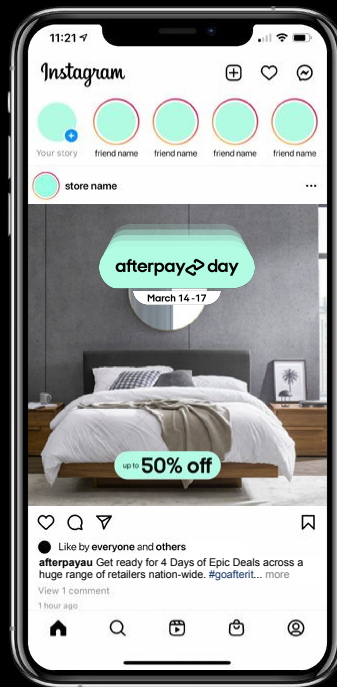 11:21
Instagram
Your story
friend name
friend name
friend name
friend name
store name
afterpay day
March 14-17
up to 50% off
Like by everyone and others
afterpayau Get ready for 4 Days of Epic Deals across a
huge range of retailers nation-wide. #goafterit... more
View 1 comment
1 hour ago